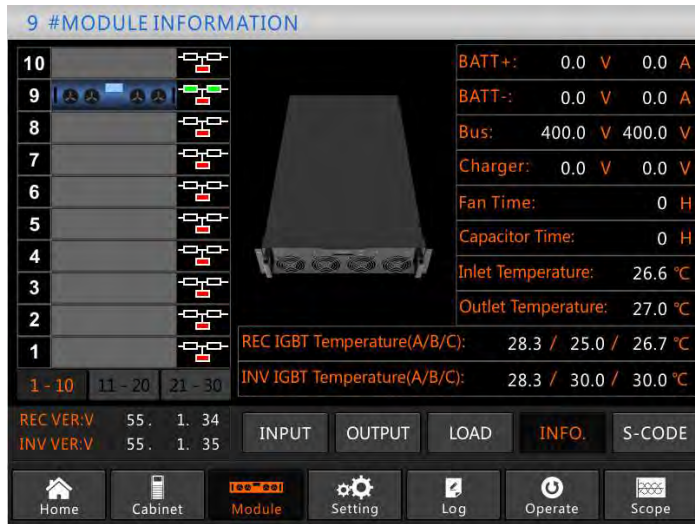 9 #MODULE INFORMATION
10
9
8
7
6
5
4
3
2
1
1 - 10 11 - 20 21 - 30
BATT+: 0.0 V 0.0 A
BATT-: 0.0 V 0.0 A
Bus: 400.0 V 400.0 V
Charger: 0.0 V 0.0 V
Fan Time: 0 H
Capacitor Time: 0 H
Inlet Temperature: 26.6 ℃
Outlet Temperature: 27.0 ℃
REC IGBT Temperature(A/B/C): 28.3 / 25.0 / 26.7 ℃
INV IGBT Temperature(A/B/C): 28.3 / 30.0 / 30.0 ℃
REC VER:V 55. 1. 34
INV VER:V 55. 1. 35
INPUT OUTPUT LOAD INFO. S-CODE
Home Cabinet Module Setting Log Operate Scope